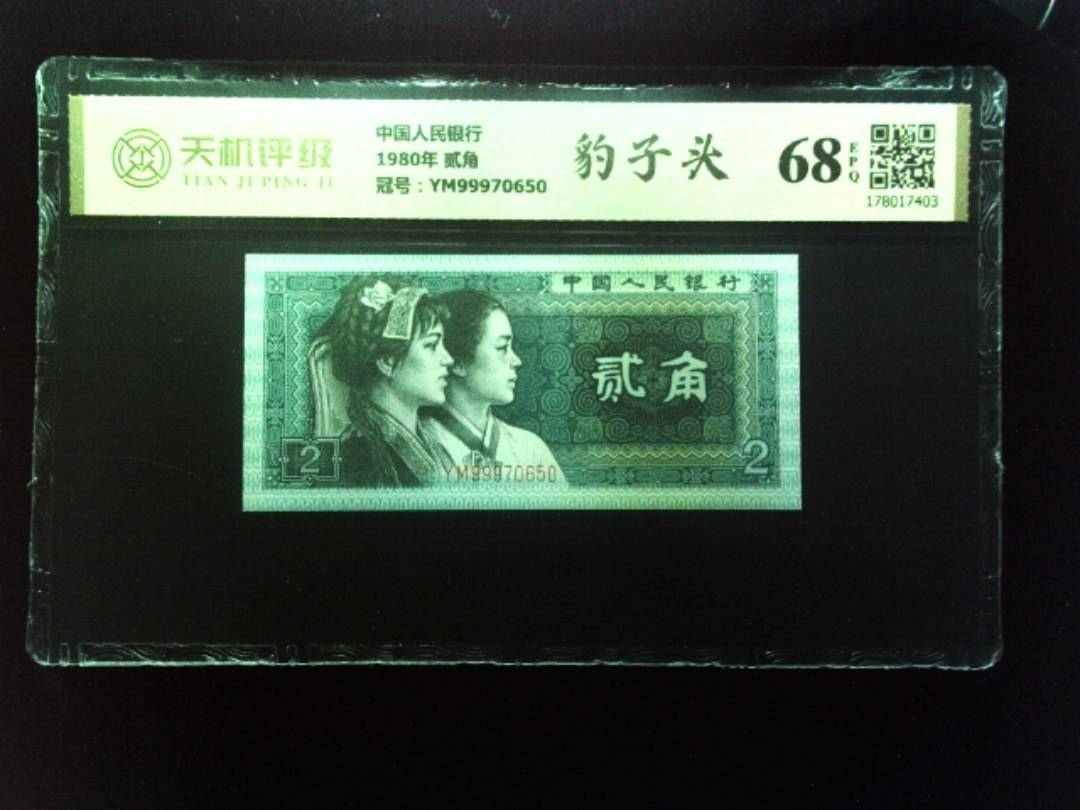 天机评级
TIAN JI PING JI
中国人民银行
1980年 贰角
冠号：YM99970650
豹子头
68 EPQ
178017403
中国人民银行
贰角
2
YM99970650
2